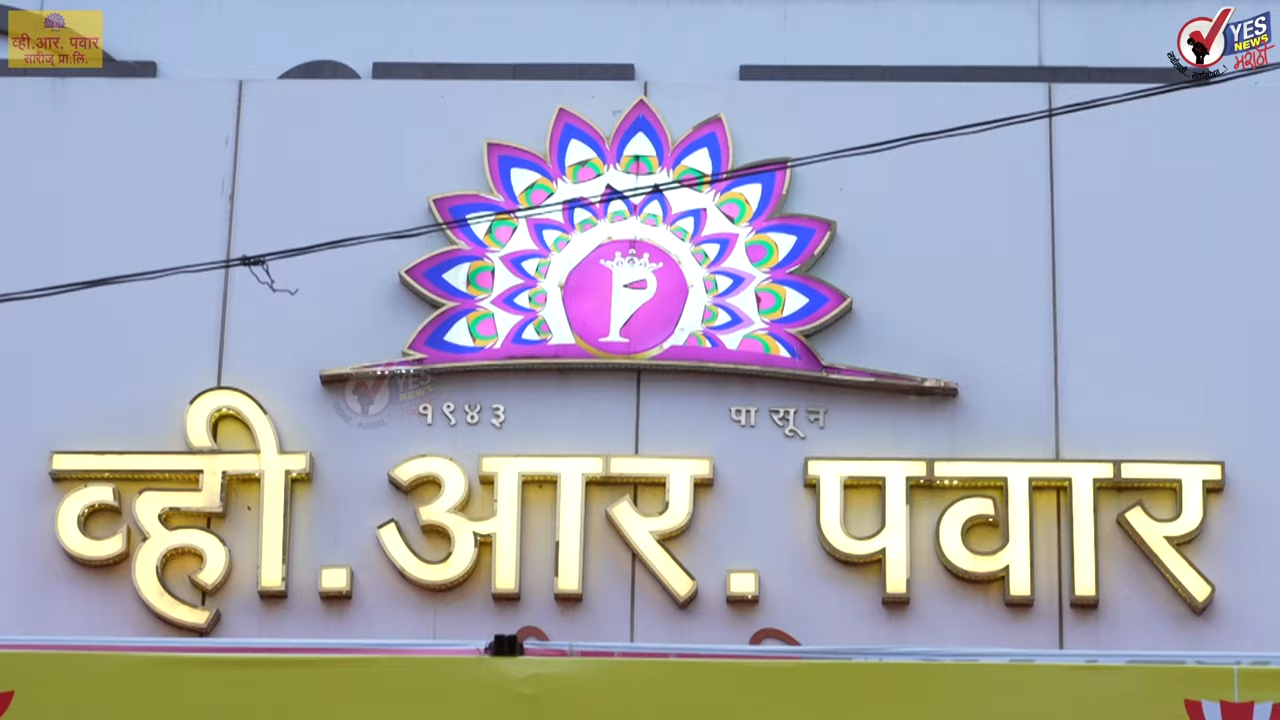 व्ही.आर. पवार
सारीज् प्रा.लि.
YES
NEWS
मराठी
P
१९४३ पासून
व्ही.आर. पवार